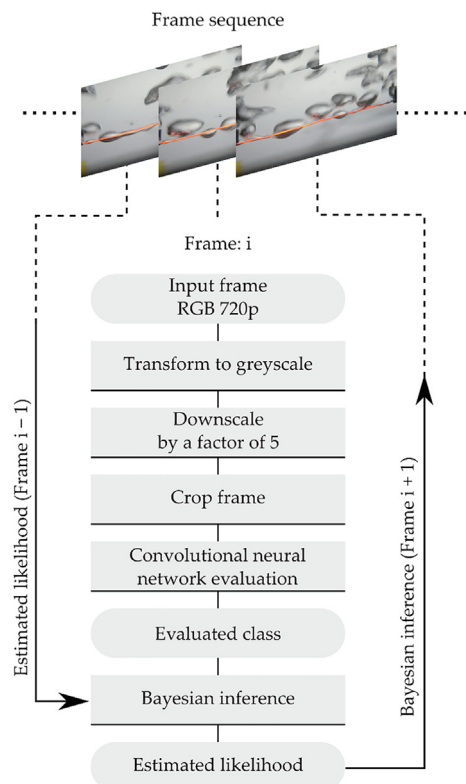 Frame sequence
Frame: i
Input frame
RGB 720p
Transform to greyscale
Downscale
by a factor of 5
Crop frame
Convolutional neural
network evaluation
Evaluated class
Bayesian inference
Estimated likelihood
Estimated likelihood (Frame i − 1)
Bayesian inference (Frame i + 1)